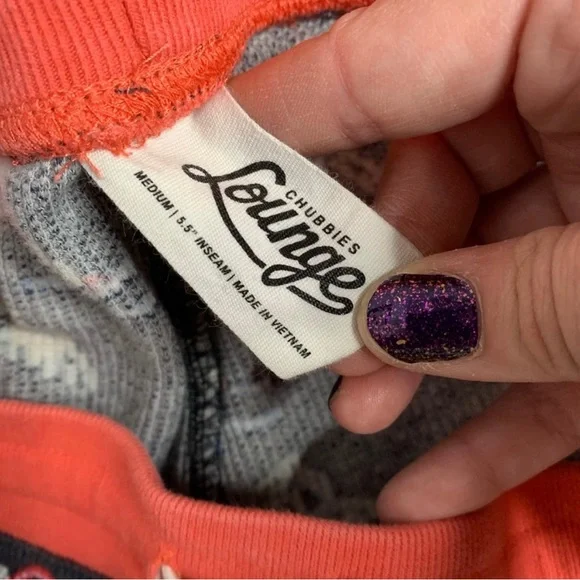 CHUBBIES
Lounge
MEDIUM | 5.5" INSEAM | MADE IN VIETNAM